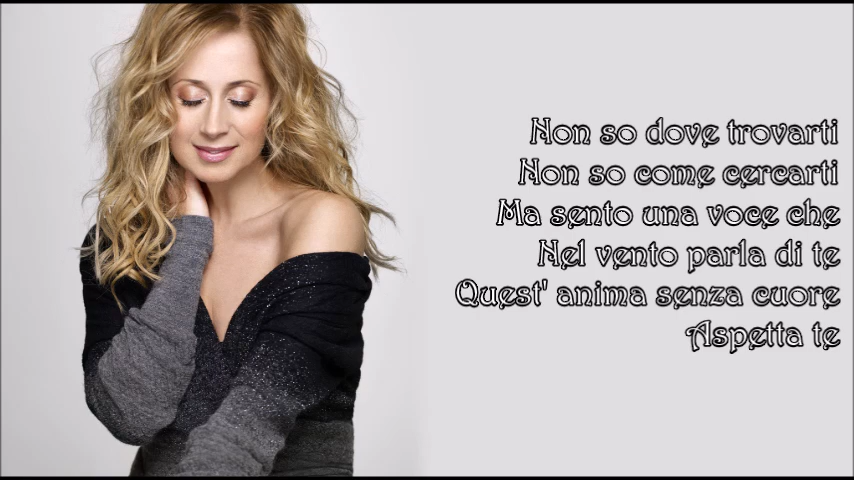 Non so dove trovarti
Non so come cercarti
Ma sento una voce che
Nel vento parla di te
Quest' anima senza cuore
Aspetta te